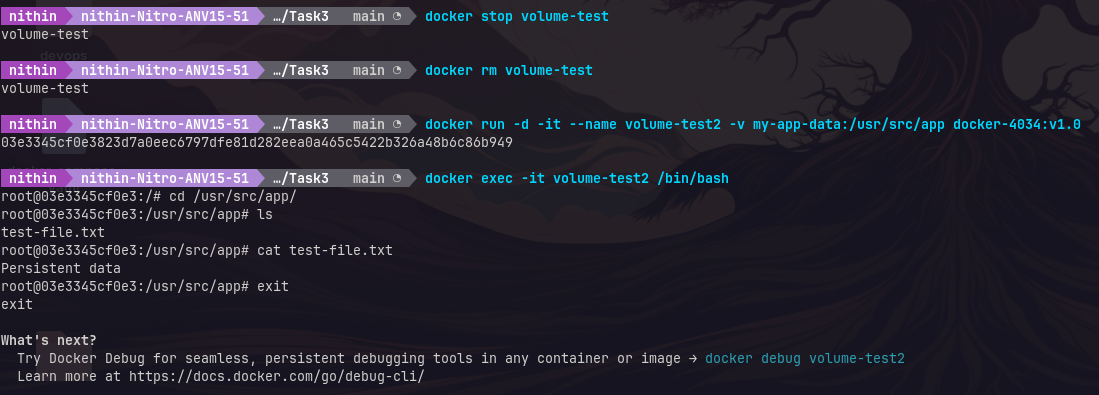 nithin nithin-Nitro-ANV15-51 …/Task3 main ◔ docker stop volume-test
volume-test
devops
nithin nithin-Nitro-ANV15-51 …/Task3 main ◔ docker rm volume-test
volume-test
nithin nithin-Nitro-ANV15-51 …/Task3 main ◔ docker run -d -it --name volume-test2 -v my-app-data:/usr/src/app docker-4034:v1.0
03e3345cf0e3823d7a0eec6797dfe81d282eea0a465c5422b326a48b6c86b949
nithin nithin-Nitro-ANV15-51 …/Task3 main ◔ docker exec -it volume-test2 /bin/bash
root@03e3345cf0e3:/# cd /usr/src/app/
root@03e3345cf0e3:/usr/src/app# ls
test-file.txt
root@03e3345cf0e3:/usr/src/app# cat test-file.txt
Persistent data
root@03e3345cf0e3:/usr/src/app# exit
exit
What's next?
Try Docker Debug for seamless, persistent debugging tools in any container or image → docker debug volume-test2
Learn more at https://docs.docker.com/go/debug-cli/